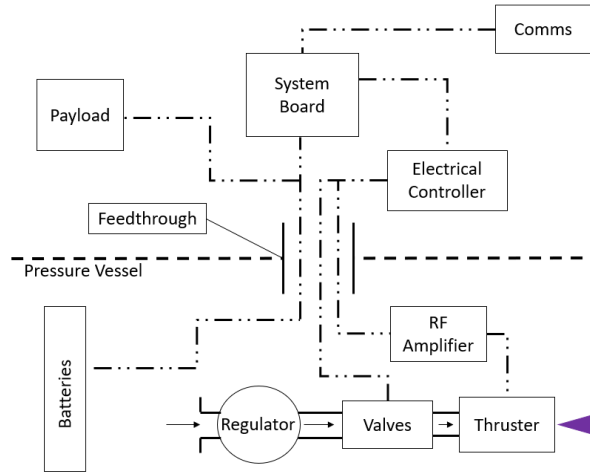 Comms
System
Board
Payload
Electrical
Controller
Feedthrough
Pressure Vessel
RF
Amplifier
Batteries
Regulator
Valves
Thruster